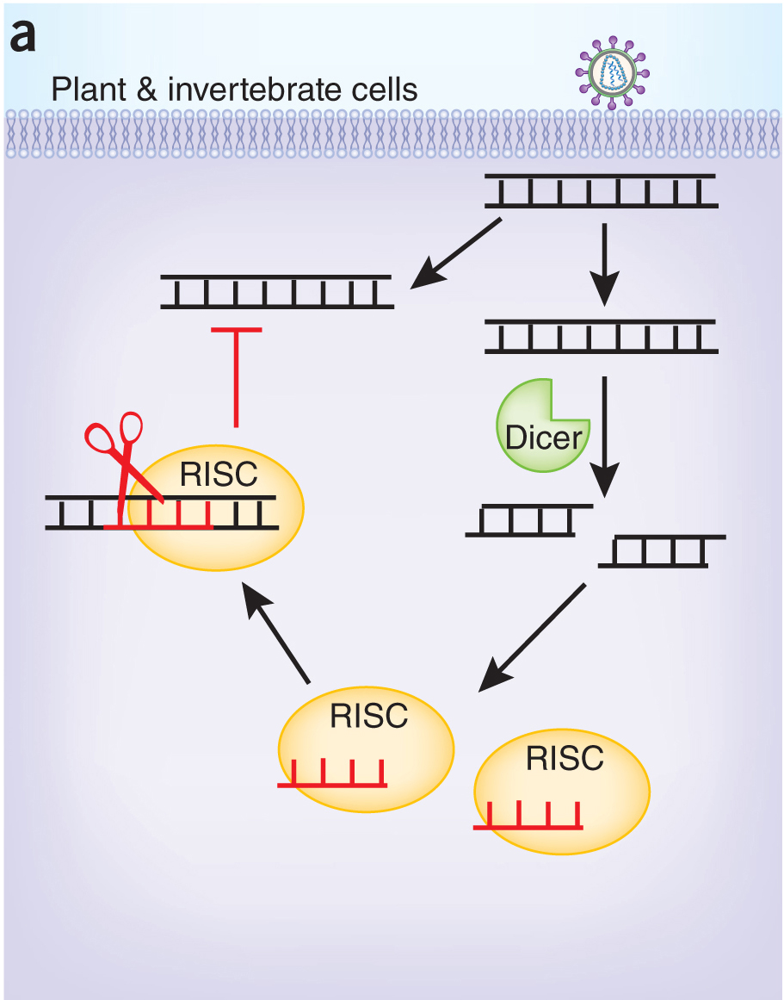 a
Plant & invertebrate cells
Dicer
RISC
RISC
RISC